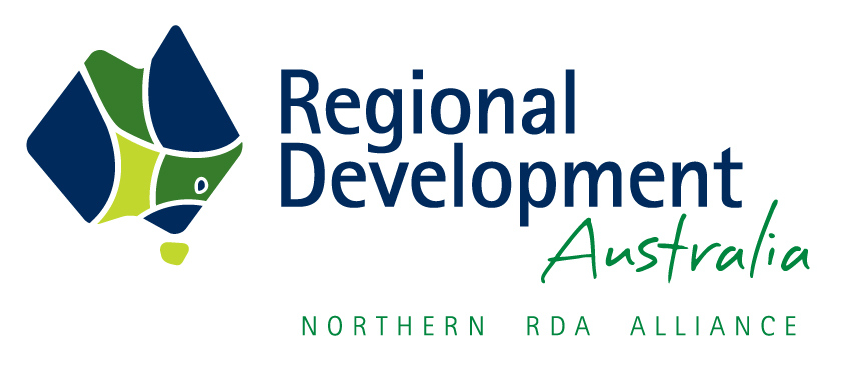 Regional
Development
Australia
NORTHERN RDA ALLIANCE